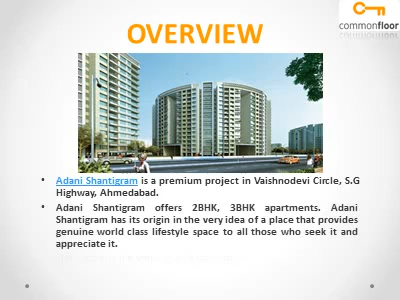 commonfloor
OVERVIEW
• Adani Shantigram is a premium project in Vaishnodevi Circle, S.G
Highway, Ahmedabad.
• Adani Shantigram offers 2BHK, 3BHK apartments. Adani
Shantigram has its origin in the very idea of a place that provides
genuine world class lifestyle space to all those who seek it and
appreciate it.